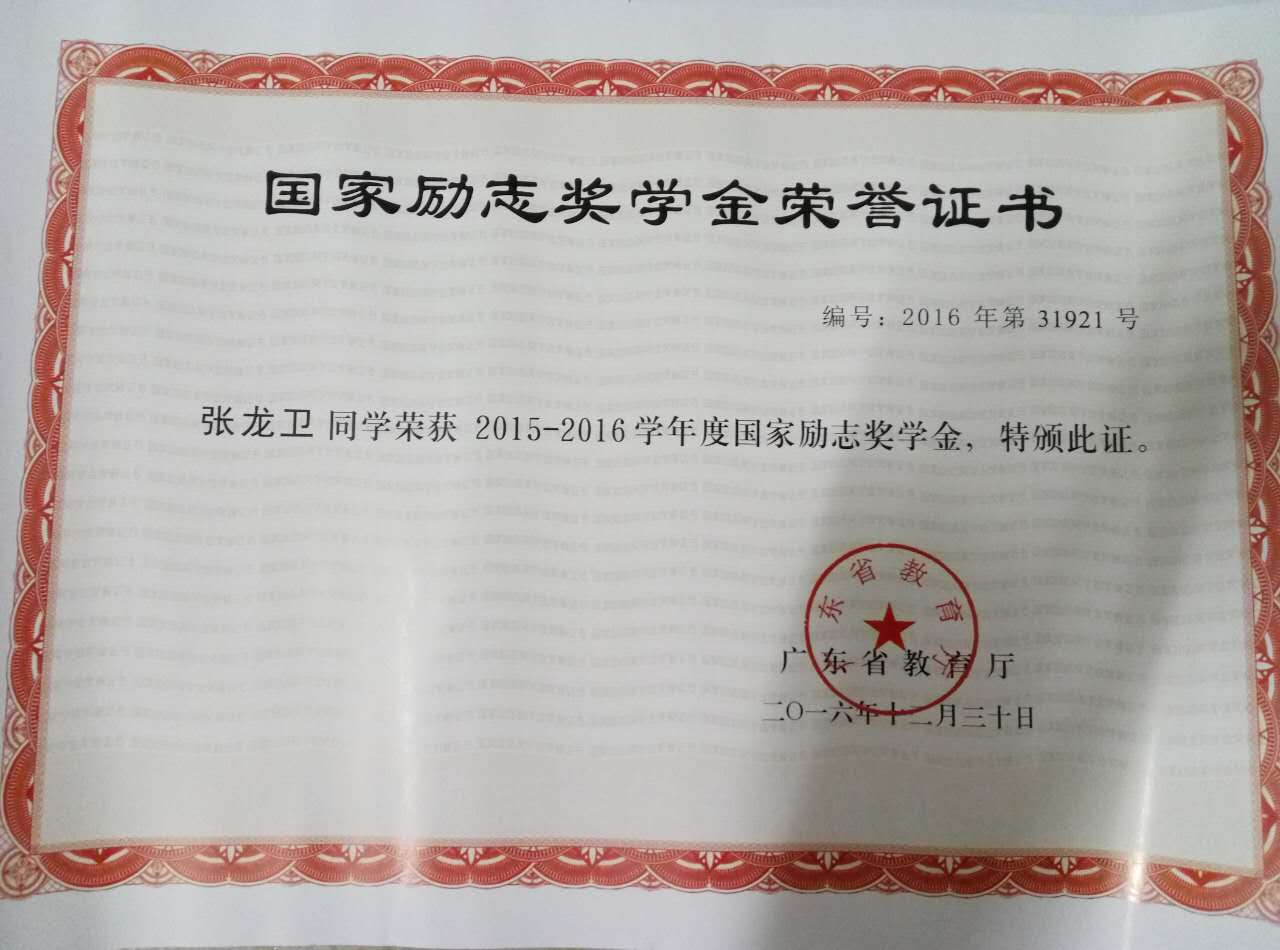 国家励志奖学金荣誉证书
编号：2016 年第 31921 号
张龙卫 同学荣获 2015-2016 学年度国家励志奖学金，特颁此证。
广东省教育厅
广东省教育厅
二〇一六年十二月三十日